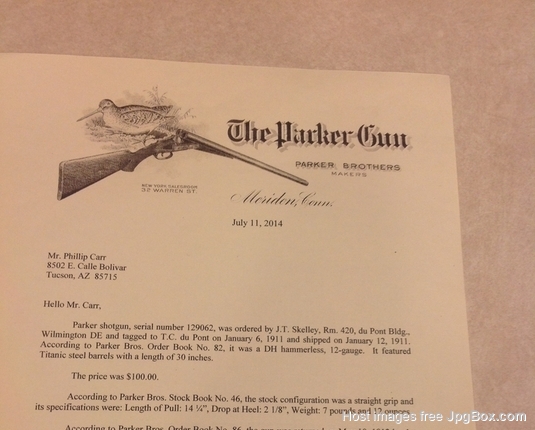 The Parker Gun
PARKER BROTHERS
MAKERS
NEW YORK SALESROOM
32 WARREN ST.
Meriden, Conn.
July 11, 2014
Mr. Phillip Carr
8502 E. Calle Bolivar
Tucson, AZ 85715
Hello Mr. Carr,
Parker shotgun, serial number 129062, was ordered by J.T. Skelley, Rm. 420, du Pont Bldg.,
Wilmington DE and tagged to T.C. du Pont on January 6, 1911 and shipped on January 12, 1911.
According to Parker Bros. Order Book No. 82, it was a DH hammerless, 12-gauge. It featured
Titanic steel barrels with a length of 30 inches.
The price was $100.00.
According to Parker Bros. Stock Book No. 46, the stock configuration was a straight grip and
its specifications were: Length of Pull: 14 ¼", Drop at Heel: 2 1/8", Weight: 7 pounds and 12 ounces
According to Parker Bros. Order Book No. 86, the gun was
Host images free JpgBox.com